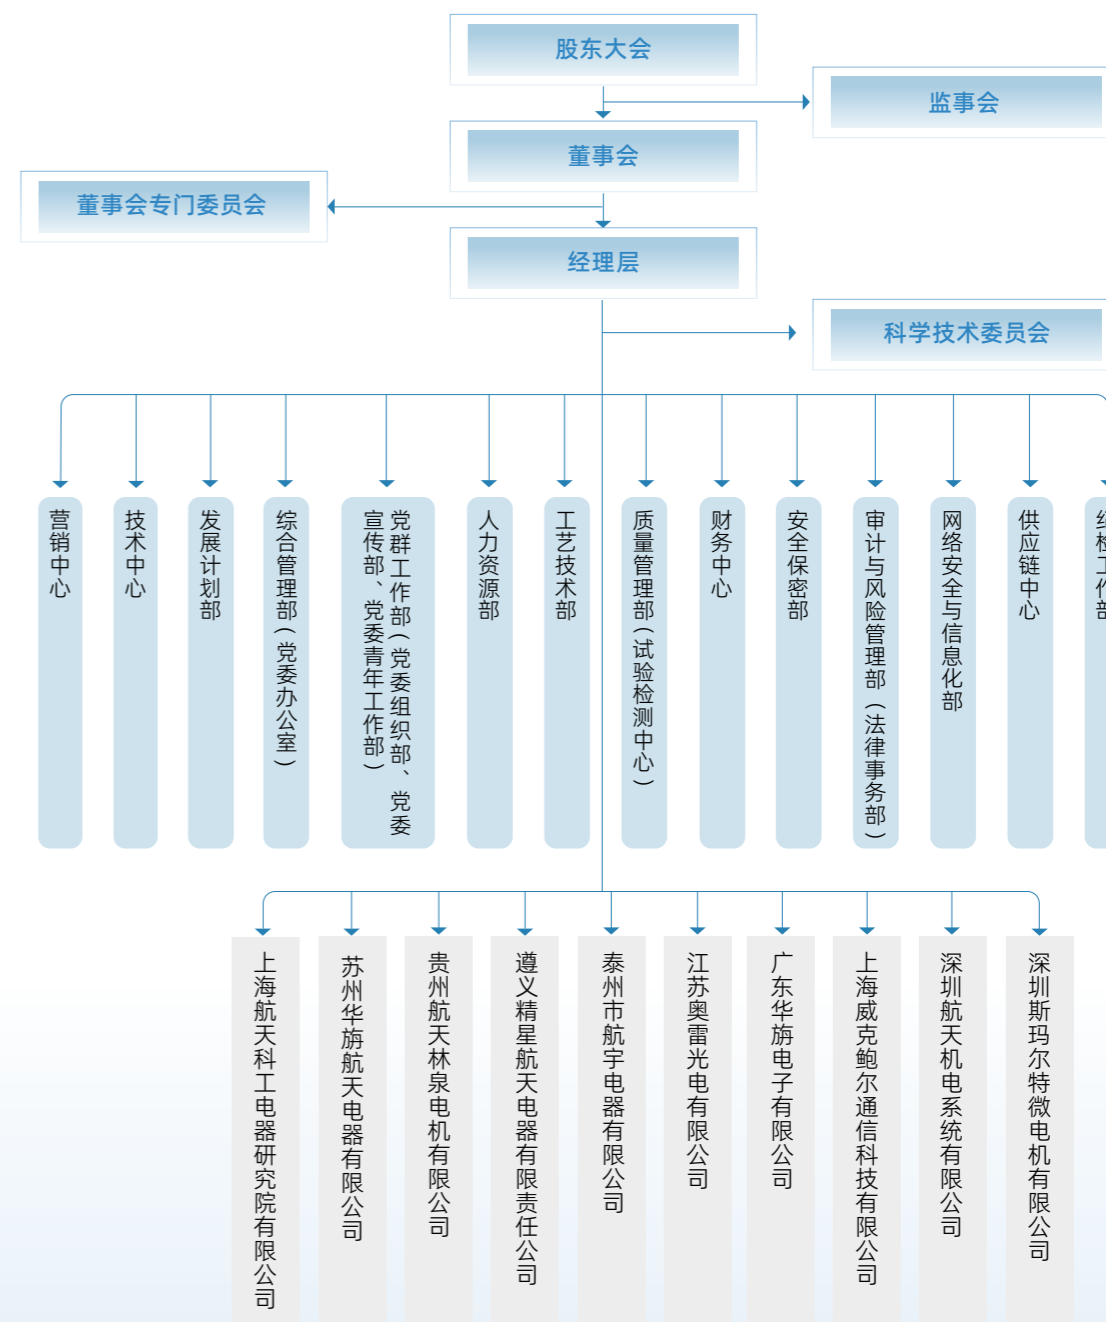 股东大会
监事会
董事会
董事会专门委员会
经理层
科学技术委员会
营销中心
技术中心
发展计划部
综合管理部(党委办公室)
党群工作部(党委组织部、党委
宣传部、党委青年工作部)
人力资源部
工艺技术部
质量管理部(试验检测中心)
财务中心
安全保密部
审计与风险管理部(法律事务部)
网络安全与信息化部
供应链中心
纪检工作部
上海航天科工电器研究院有限公司
苏州华旃航天电器有限公司
贵州航天林泉电机有限公司
遵义精星航天电器有限责任公司
泰州市航宇电器有限公司
江苏奥雷光电有限公司
广东华旃电子有限公司
上海威克鲍尔通信科技有限公司
深圳航天机电系统有限公司
深圳斯玛尔特微电机有限公司